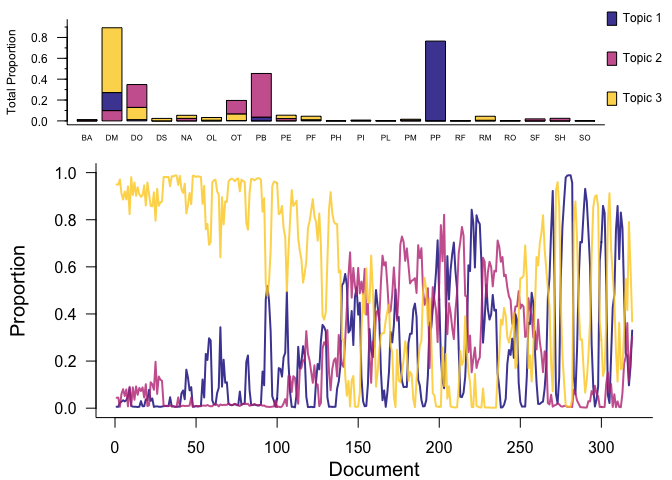 Topic 1
Topic 2
Topic 3
Total Proportion
0.8
0.6
0.4
0.2
0.0
BA DM DO DS NA OL OT PB PE PF PH PI PL PM PP RF RM RO SF SH SO
Proportion
1.0
0.8
0.6
0.4
0.2
0.0
0 50 100 150 200 250 300
Document